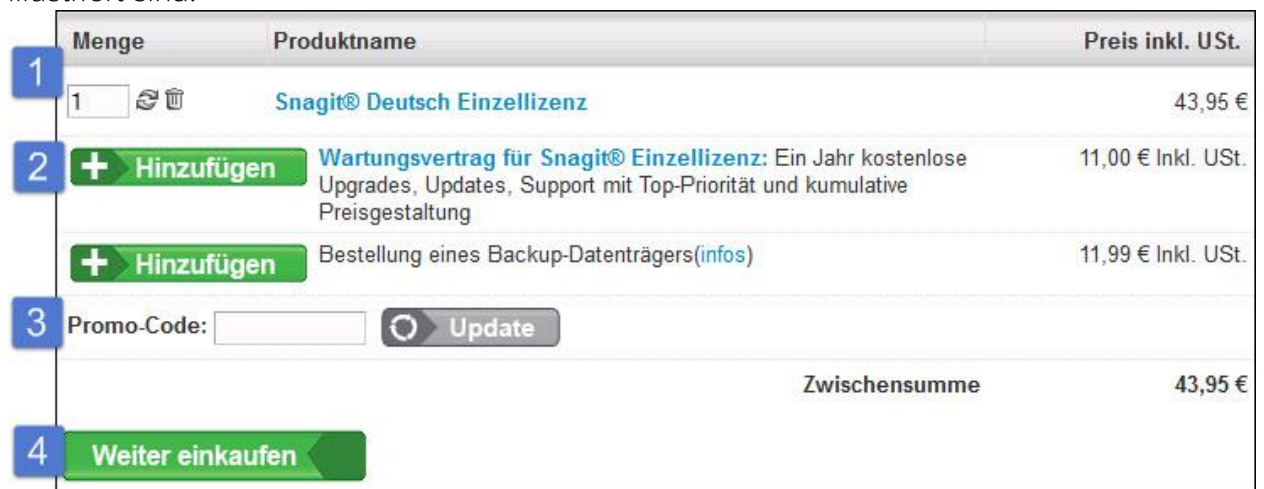 Menge Produktname Preis inkl. USt.
1
1 Snagit® Deutsch Einzellizenz 43,95 €
2 Hinzufügen Wartungsvertrag für Snagit® Einzellizenz: Ein Jahr kostenlose 11,00 € Inkl. USt.
Upgrades, Updates, Support mit Top-Priorität und kumulative
Preisgestaltung
Hinzufügen Bestellung eines Backup-Datenträgers(infos) 11,99 € Inkl. USt.
3 Promo-Code: Update
Zwischensumme 43,95 €
4 Weiter einkaufen